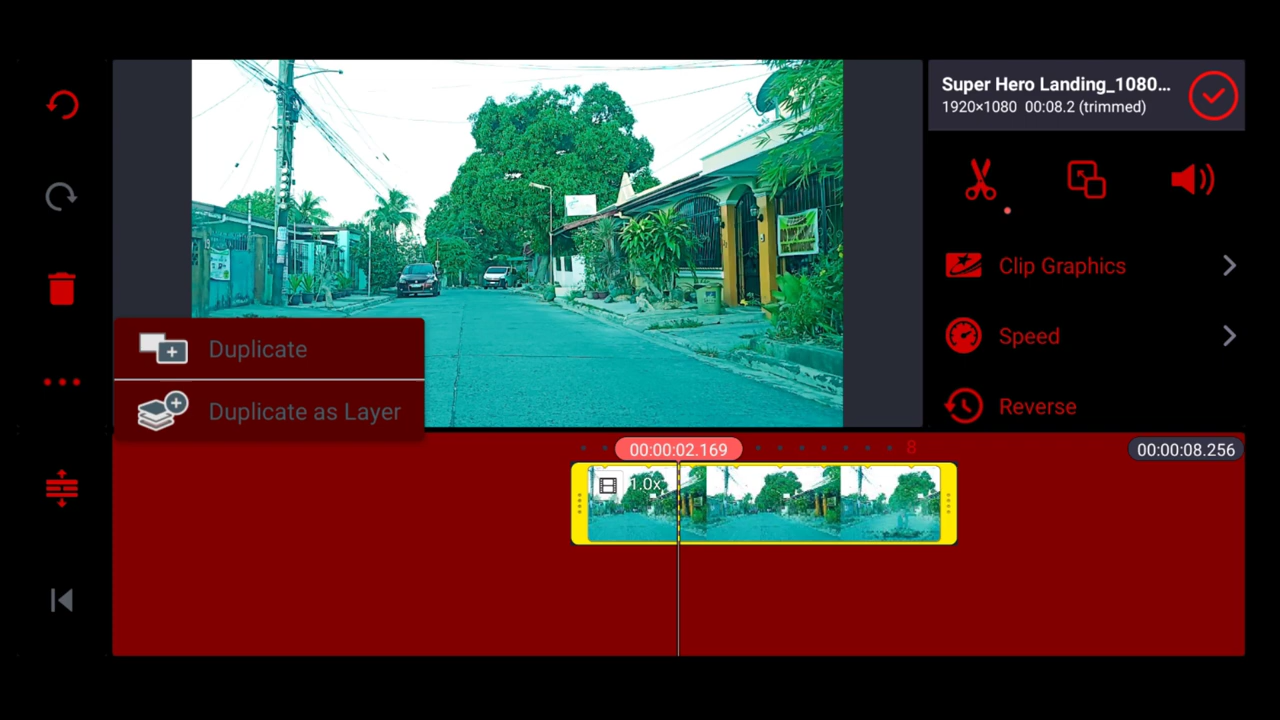 Super Hero Landing_1080...
1920×1080 00:08.2 (trimmed)
Clip Graphics
Speed
Reverse
Duplicate
Duplicate as Layer
00:00:02.169
8
00:00:08.256
1.0x